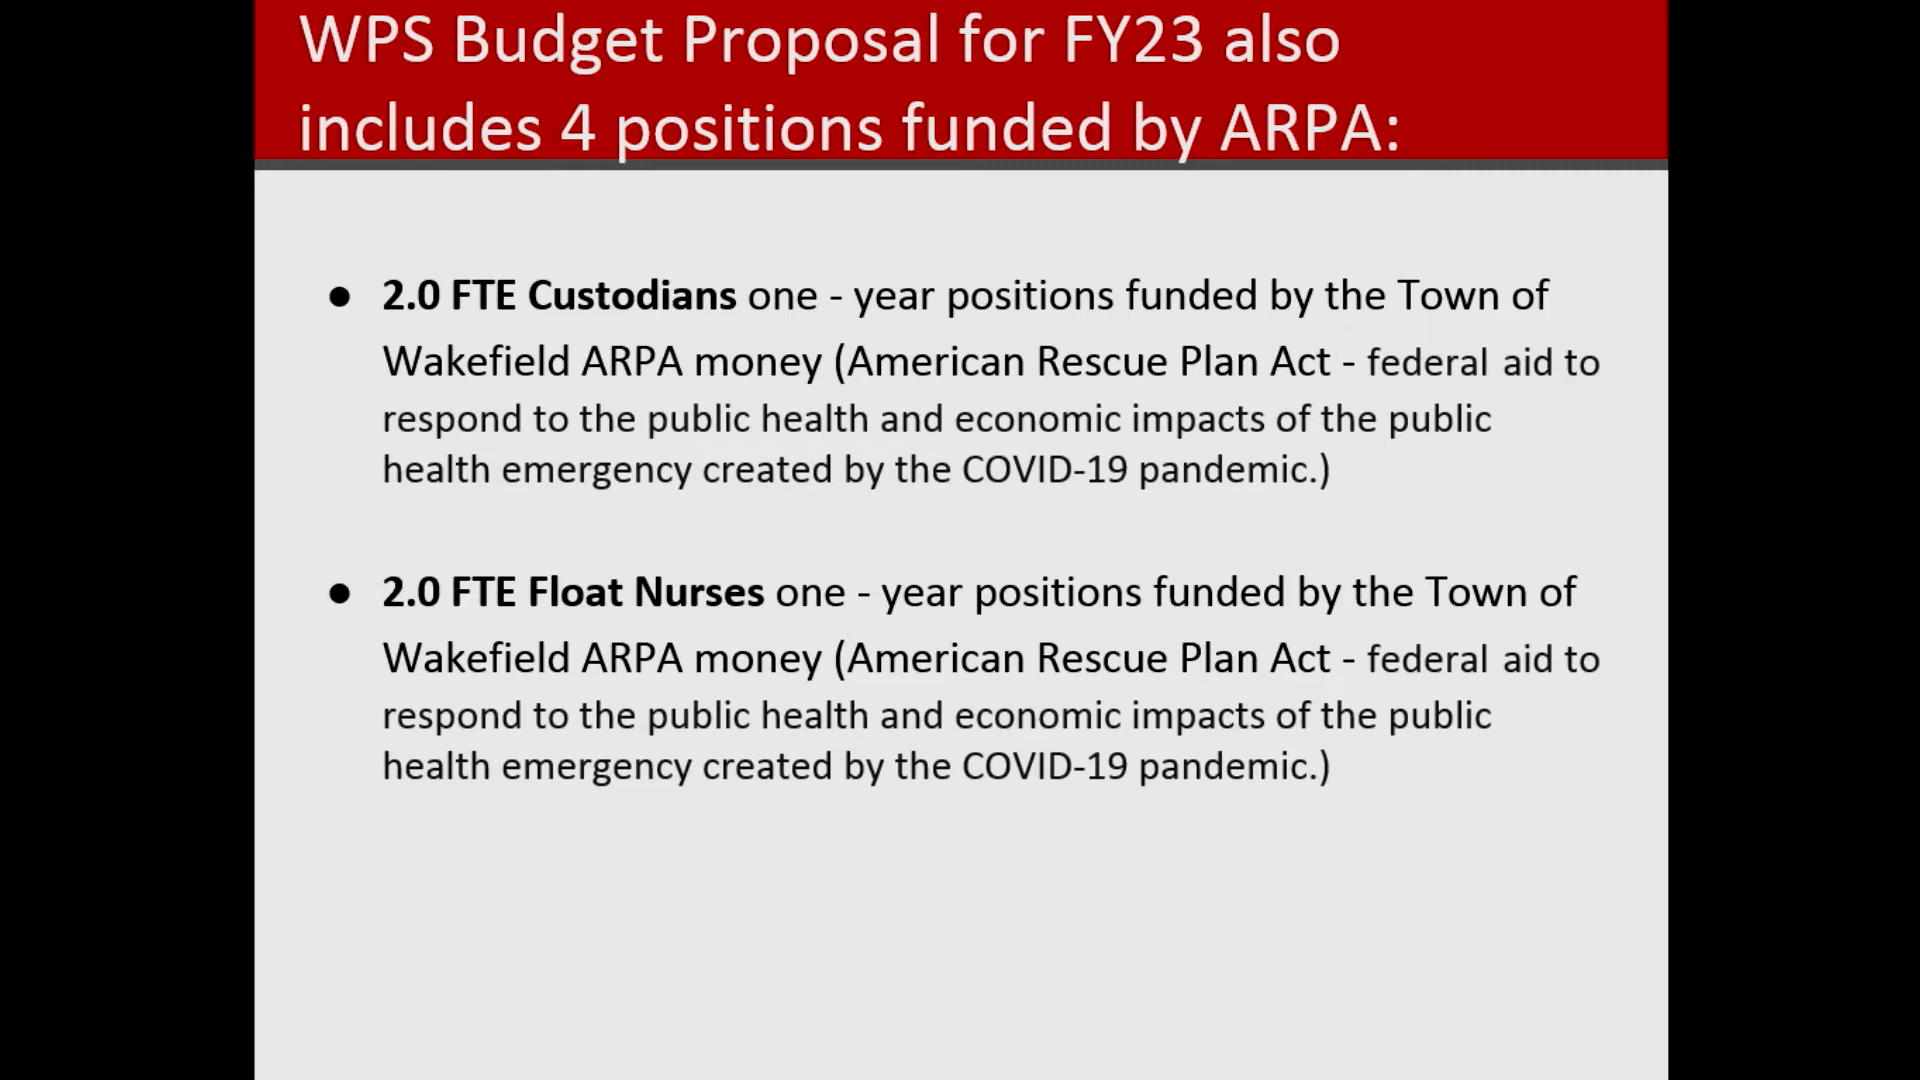 WPS Budget Proposal for FY23 also
includes 4 positions funded by ARPA:
● 2.0 FTE Custodians one - year positions funded by the Town of
Wakefield ARPA money (American Rescue Plan Act - federal aid to
respond to the public health and economic impacts of the public
health emergency created by the COVID-19 pandemic.)
● 2.0 FTE Float Nurses one - year positions funded by the Town of
Wakefield ARPA money (American Rescue Plan Act - federal aid to
respond to the public health and economic impacts of the public
health emergency created by the COVID-19 pandemic.)